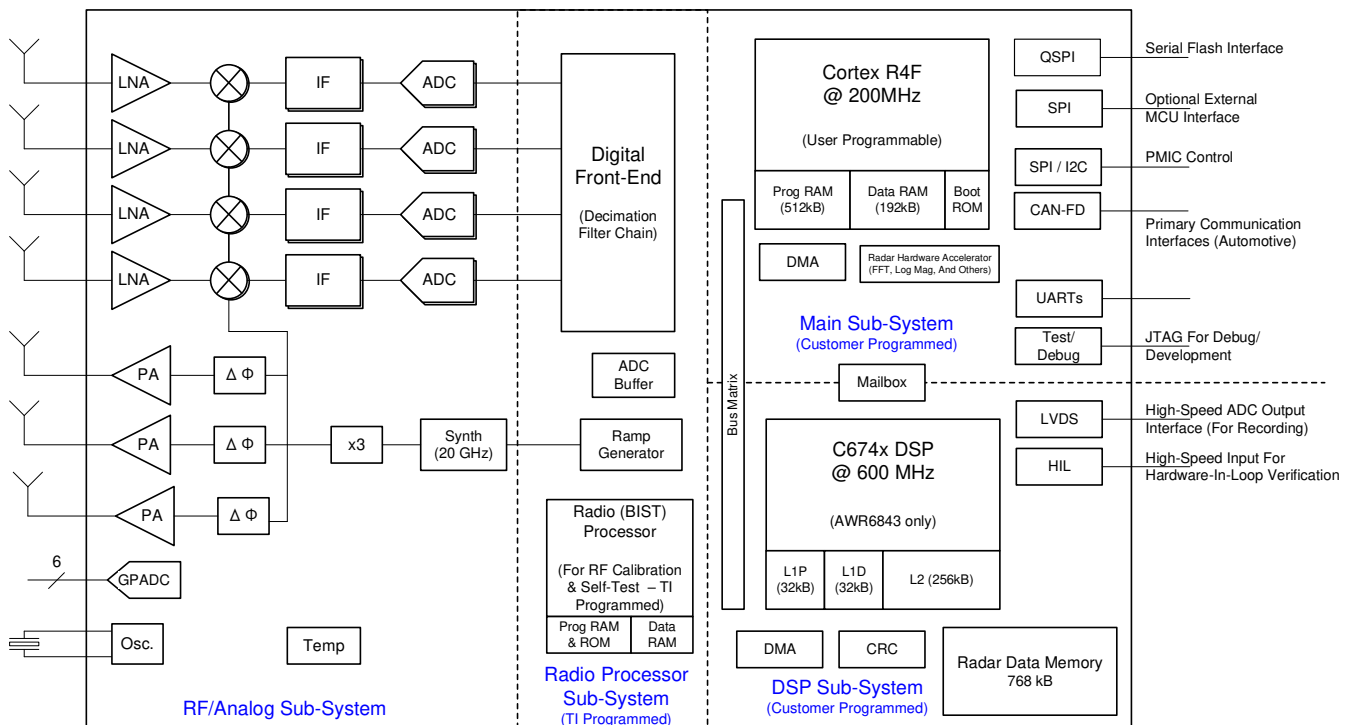 LNA
IF
ADC
LNA
IF
ADC
LNA
IF
ADC
LNA
IF
ADC
PA
Δ Φ
PA
Δ Φ
x3
Synth
(20 GHz)
PA
Δ Φ
6
GPADC
Osc.
Temp
RF/Analog Sub-System
Digital
Front-End
(Decimation
Filter Chain)
ADC
Buffer
Ramp
Generator
Radio (BIST)
Processor
(For RF Calibration
& Self-Test – TI
Programmed)
Prog RAM
& ROM
Data
RAM
Radio Processor
Sub-System
(TI Programmed)
Bus Matrix
Cortex R4F
@ 200MHz
(User Programmable)
Prog RAM
(512kB)
Data RAM
(192kB)
Boot
ROM
DMA
Radar Hardware Accelerator
(FFT, Log Mag, And Others)
Main Sub-System
(Customer Programmed)
Mailbox
C674x DSP
@ 600 MHz
(AWR6843 only)
L1P
(32kB)
L1D
(32kB)
L2 (256kB)
DMA
CRC
Radar Data Memory
768 kB
DSP Sub-System
(Customer Programmed)
QSPI
Serial Flash Interface
SPI
Optional External
MCU Interface
SPI / I2C
PMIC Control
CAN-FD
Primary Communication
Interfaces (Automotive)
UARTs
Test/
Debug
JTAG For Debug/
Development
LVDS
High-Speed ADC Output
Interface (For Recording)
HIL
High-Speed Input For
Hardware-In-Loop Verification